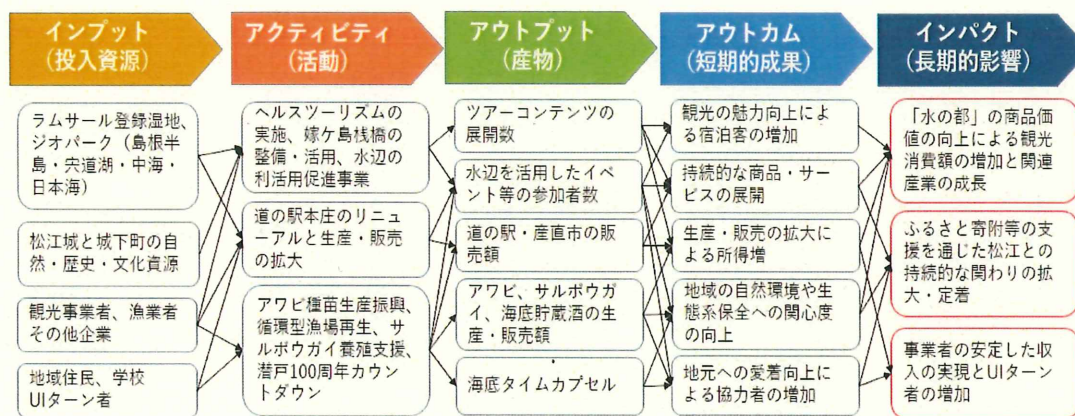 インプット
（投入資源）
アクティビティ
（活動）
アウトプット
（産物）
アウトカム
（短期的成果）
インパクト
（長期的影響）
ラムサール登録湿地、
ジオパーク（島根半
島・宍道湖・中海・
日本海）
松江城と城下町の自
然・歴史・文化資源
観光事業者、漁業者
その他企業
地域住民、学校
UIターン者
ヘルスツーリズムの
実施、嫁ケ島桟橋の
整備・活用、水辺の
利活用促進事業
道の駅本庄のリニュ
ーアルと生産・販売
の拡大
アワビ種苗生産振興、
循環型漁場再生、サ
ルボウガイ養殖支援、
潜戸100周年カウント
ダウン
ツアーコンテンツの
展開数
水辺を活用したイ
ベント等の参加者数
道の駅・産直市の販
売額
アワビ、サルボウガ
イ、海底貯蔵酒の生
産・販売額
海底タイムカプセル
観光の魅力向上によ
る宿泊客の増加
持続的な商品・サー
ビスの展開
生産・販売の拡大に
よる所得増
地域の自然環境や生
態系保全への関心度
の向上
地元への愛着向上に
よる協力者の増加
「水の都」の商品価
値の向上による観光
消費額の増加と関連
産業の成長
ふるさと寄附等の支
援を通じた松江との
持続的な関わりの拡
大・定着
事業者の安定した収
入の実現とUIターン
者の増加